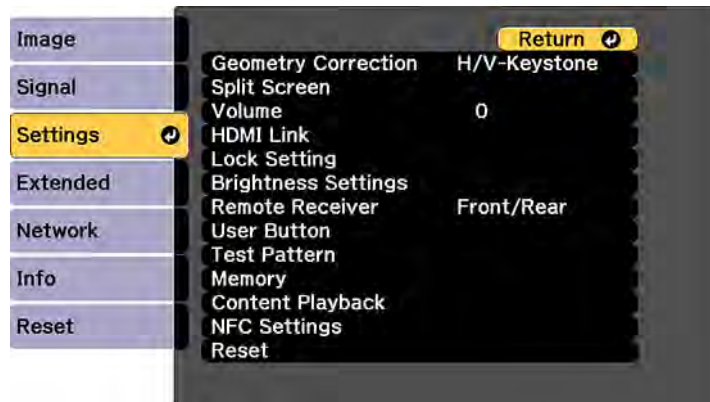 Image
Signal
Settings
Extended
Network
Info
Reset
Return
Geometry Correction H/V-Keystone
Split Screen
Volume 0
HDMI Link
Lock Setting
Brightness Settings
Remote Receiver Front/Rear
User Button
Test Pattern
Memory
Content Playback
NFC Settings
Reset